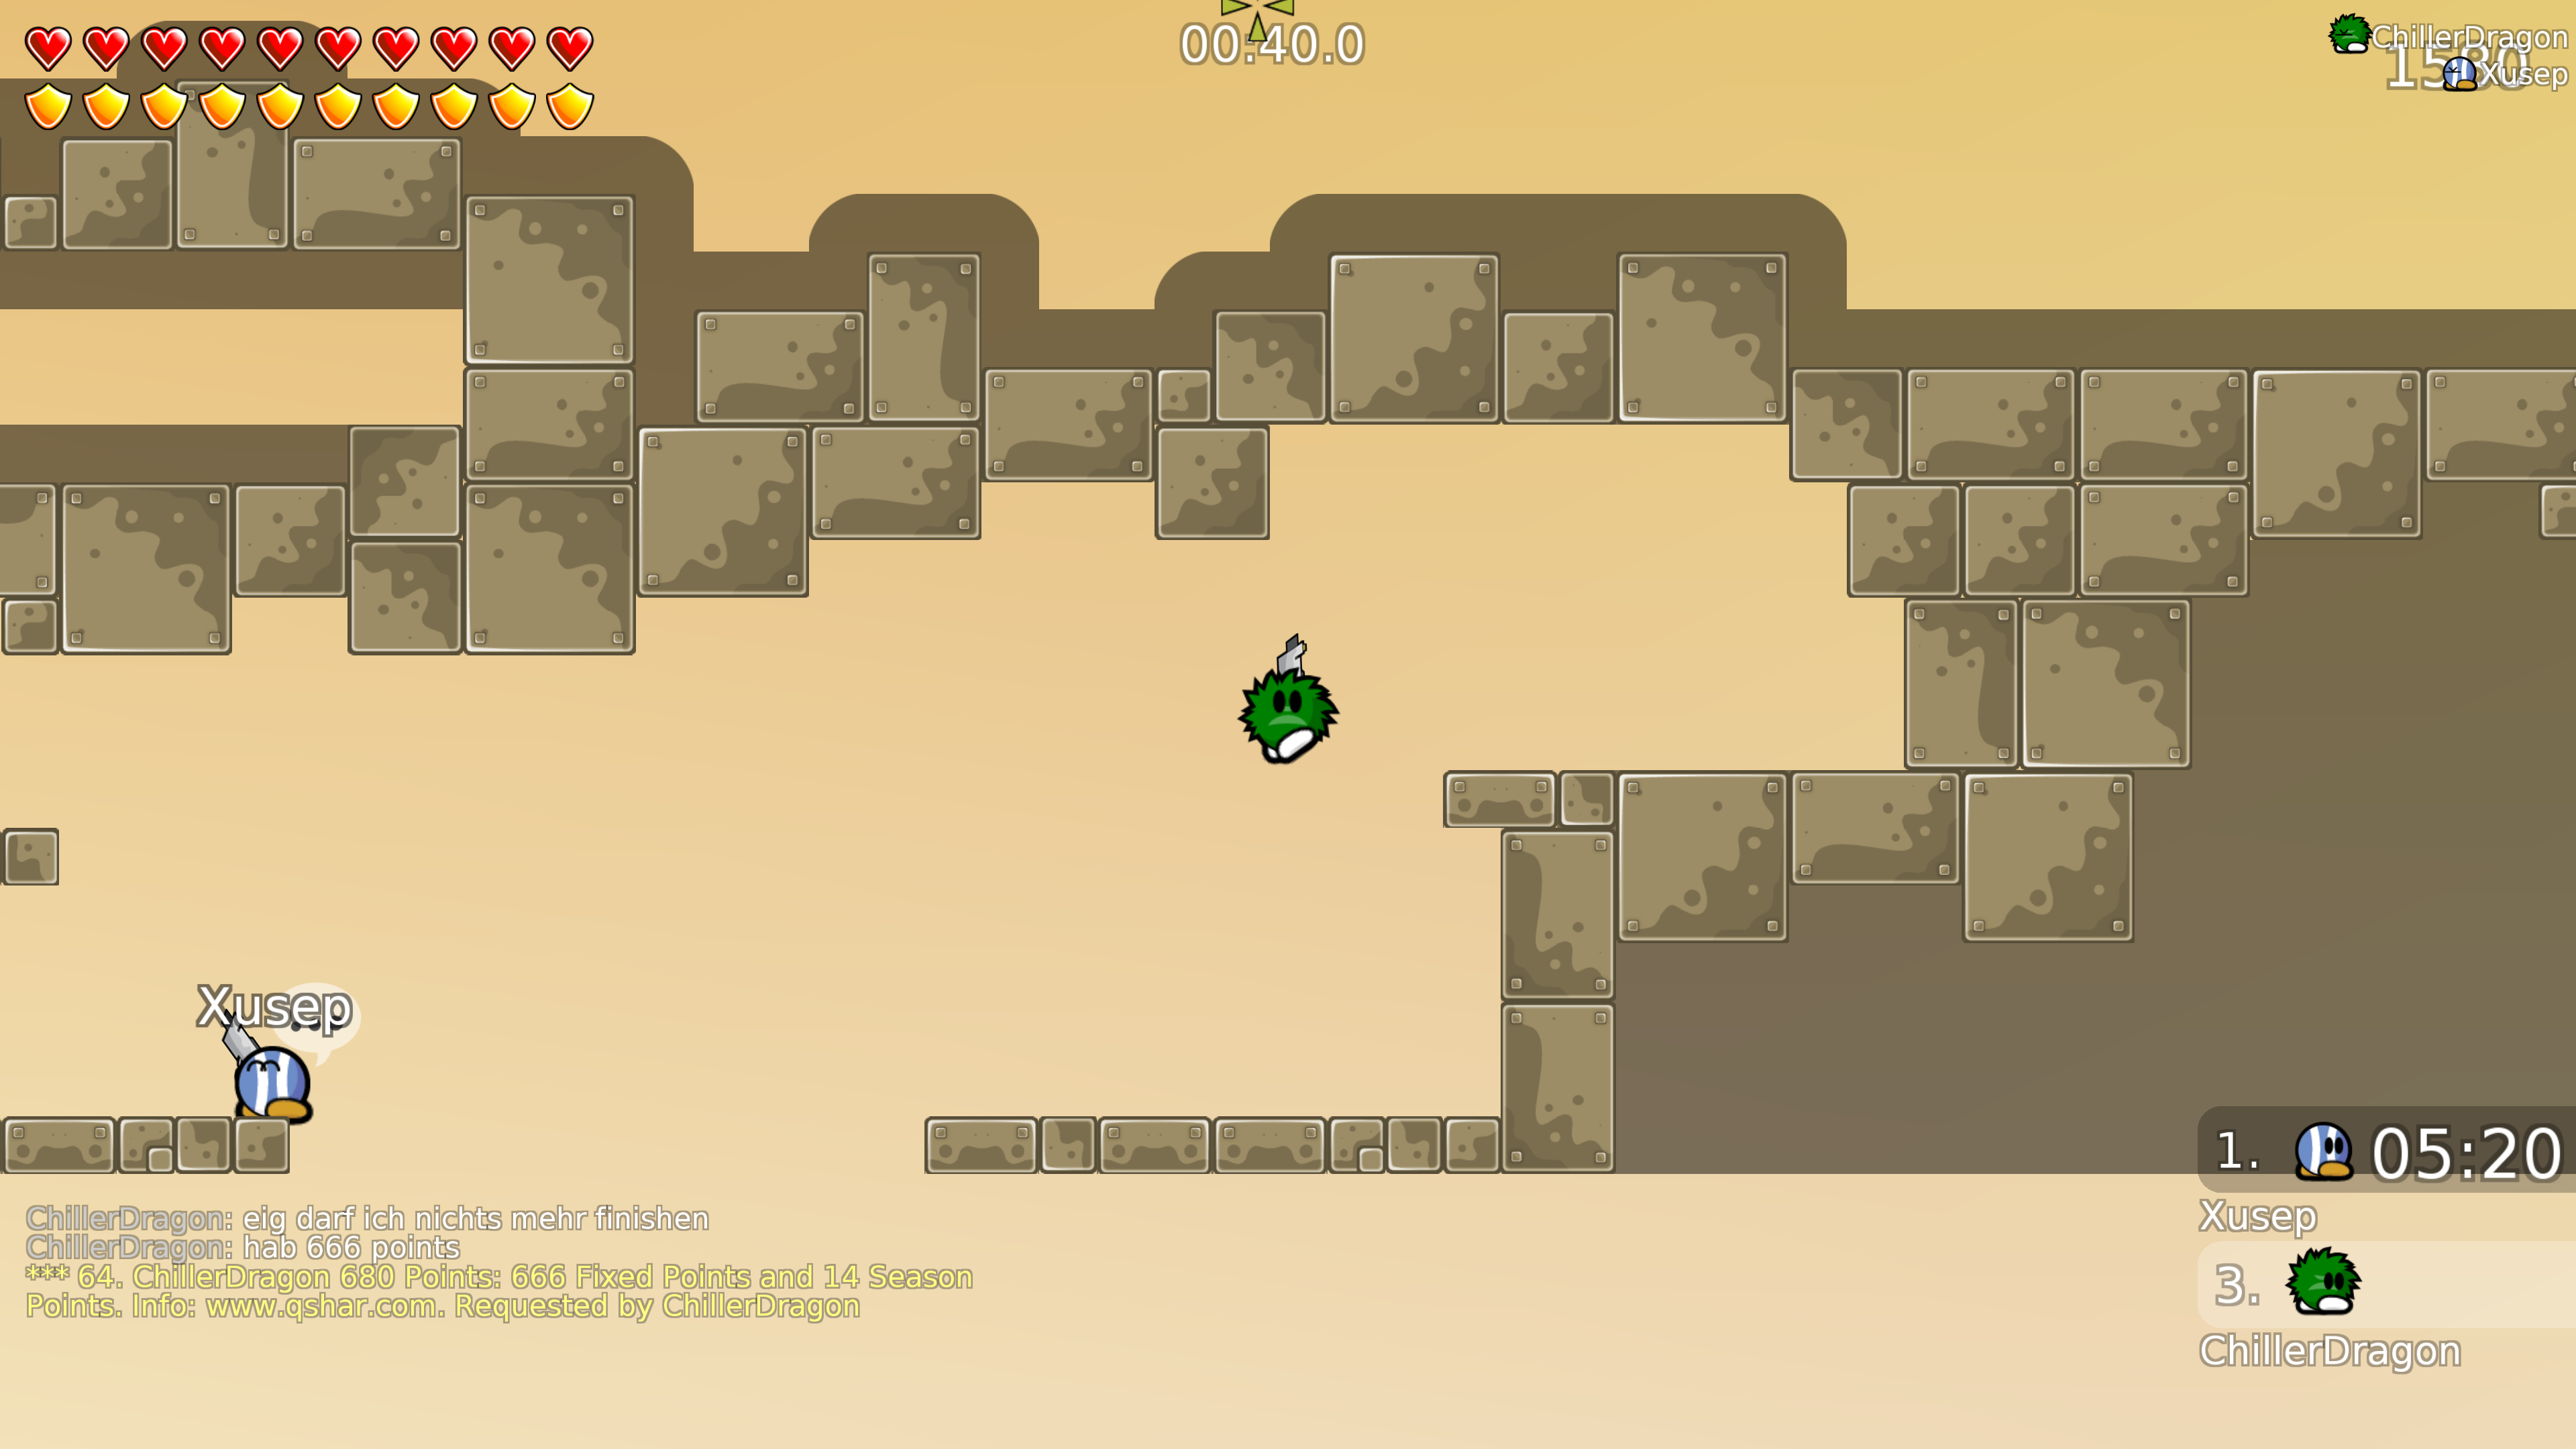 00:40.0
ChillerDragon
Xusep
Xusep
1. 05:20
Xusep
3.
ChillerDragon
ChillerDragon: eig darf ich nichts mehr finishen
ChillerDragon: hab 666 points
*** 64. ChillerDragon 680 Points: 666 Fixed Points and 14 Season
Points. Info: www.qshar.com. Requested by ChillerDragon